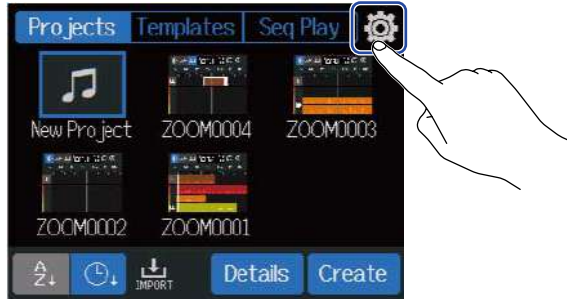 Projects Templates Seq Play
New Project ZOOM0004 ZOOM0003
ZOOM0002 ZOOM0001
A
Z IMPORT Details Create